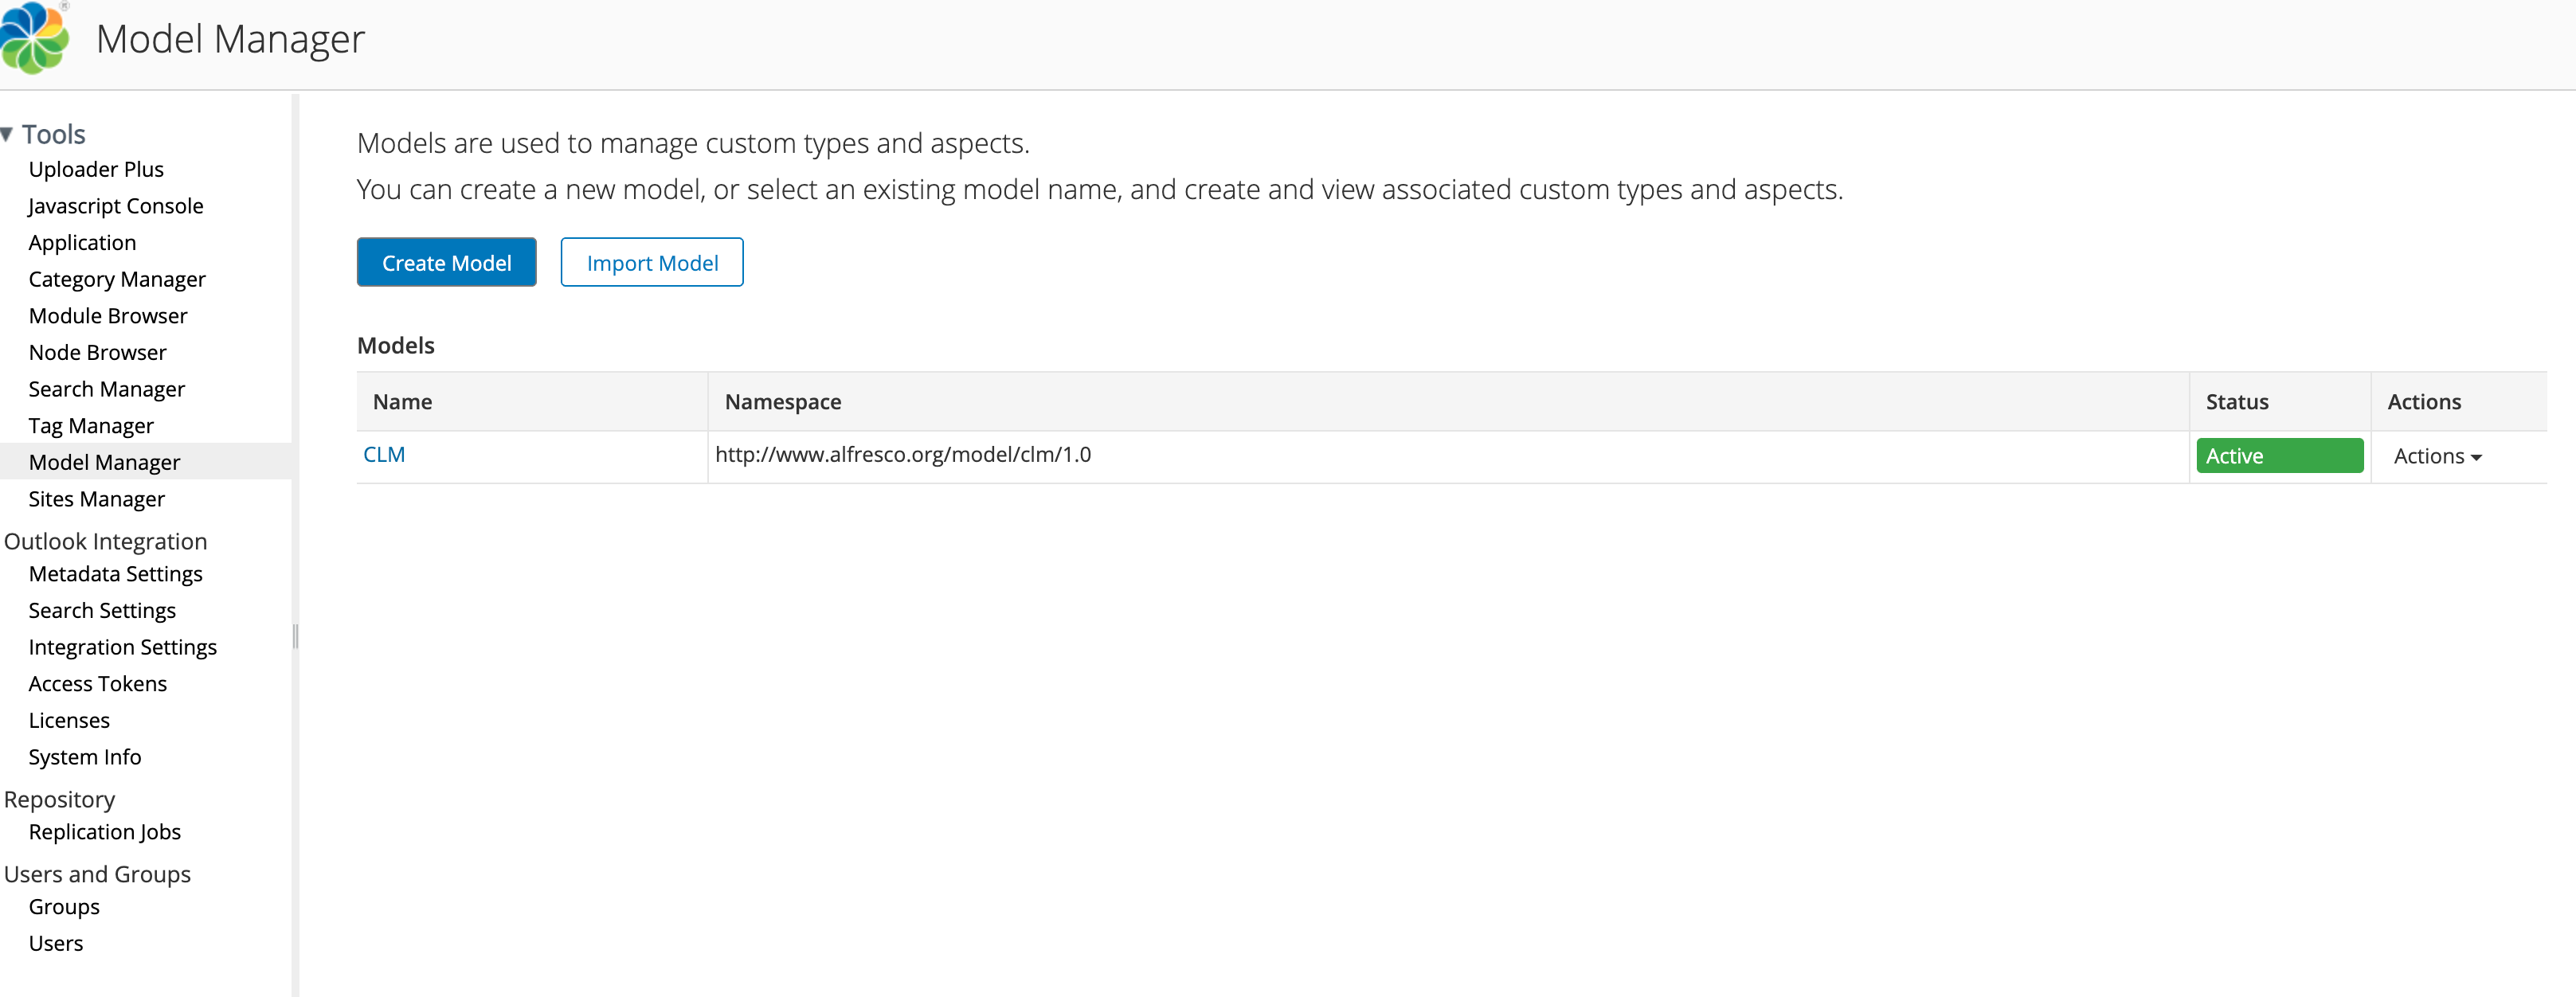 ®
Model Manager
Tools
Uploader Plus
Javascript Console
Application
Category Manager
Module Browser
Node Browser
Search Manager
Tag Manager
Model Manager
Sites Manager
Outlook Integration
Metadata Settings
Search Settings
Integration Settings
Access Tokens
Licenses
System Info
Repository
Replication Jobs
Users and Groups
Groups
Users
Models are used to manage custom types and aspects.
You can create a new model, or select an existing model name, and create and view associated custom types and aspects.
Create Model Import Model
Models
Name Namespace Status Actions
CLM http://www.alfresco.org/model/clm/1.0 Active Actions